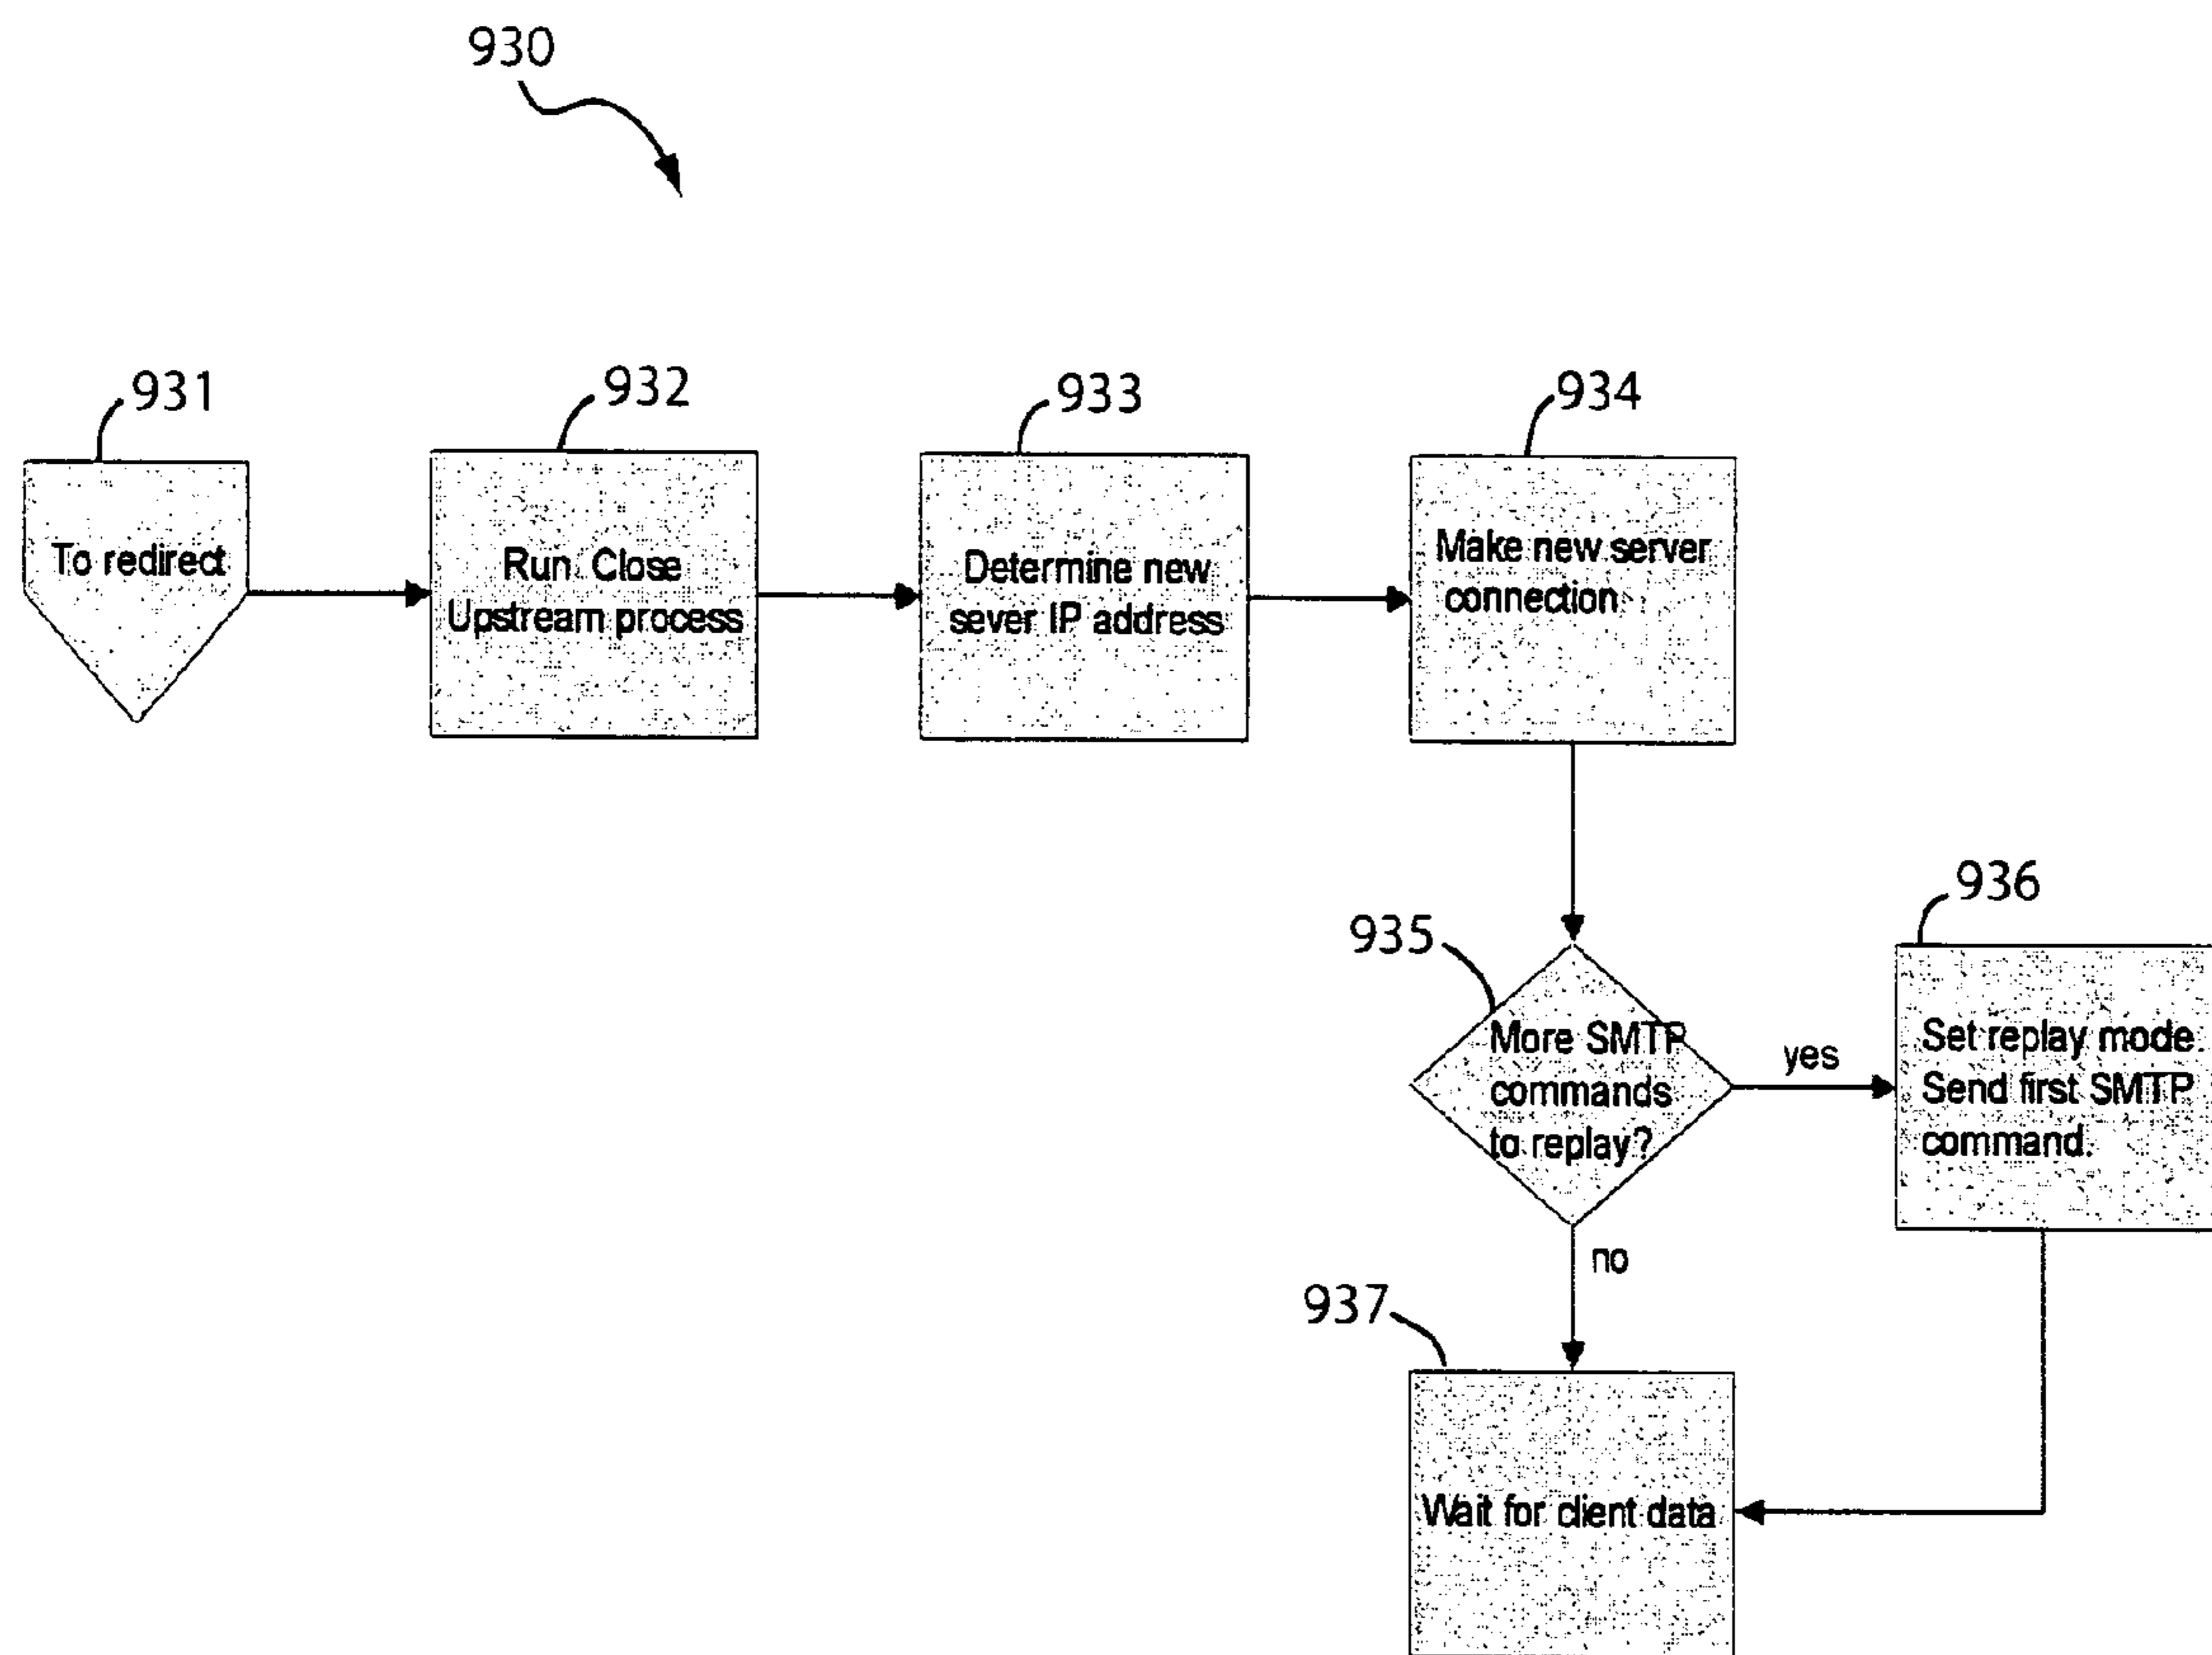 930
931
932
933
934
To redirect
Run Close
Upstream process
Determine new
sever IP address
Make new server
connection
935
936
More SMTP
commands
to replay?
yes
Set replay mode.
Send first SMTP
command.
no
937
Wait for client data